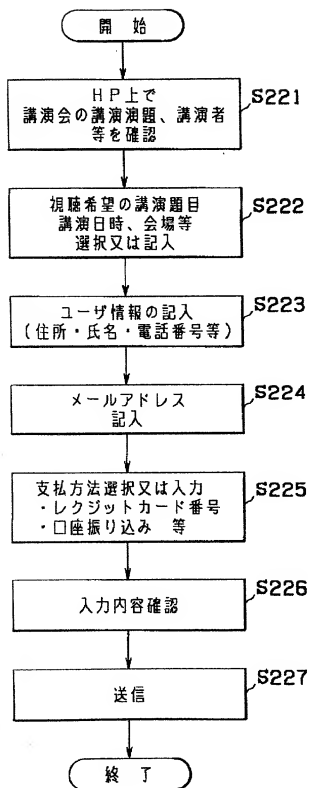 開 始
HP上で
講演会の講演演題、講演者
等を確認
S221
視聴希望の講演題目
講演日時、会場等
選択又は記入
S222
ユーザ情報の記入
(住所・氏名・電話番号等)
S223
メールアドレス
記入
S224
支払方法選択又は入力
・レクジットカード番号
・口座振り込み 等
S225
入力内容確認
S226
送信
S227
終 了